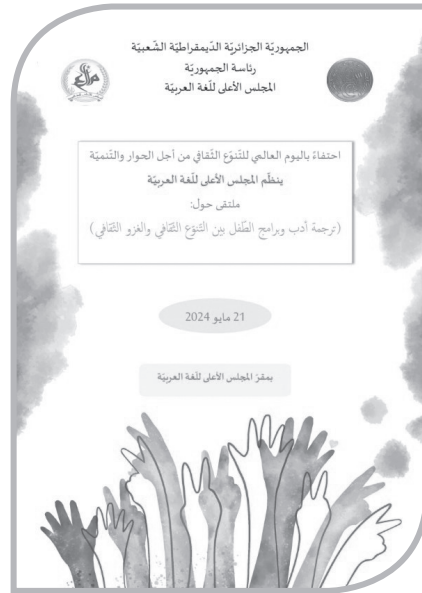 الجمهوريّة الجزائريّة الدّيمقراطيّة الشّعبيّة
رئاسة الجمهوريّة
المجلس الأعلى للّغة العربيّة
احتفاءً باليوم العالمي للتّنوّع الثّقافي من أجل الحوار والتّنميّة
ينظّم المجلس الأعلى للّغة العربيّة
ملتقى حول:
(ترجمة أدب وبرامج الطّفل بين التّنوّع الثّقافي والغزو الثّقافي)
21 مايو 2024
بمقرّ المجلس الأعلى للّغة العربيّة